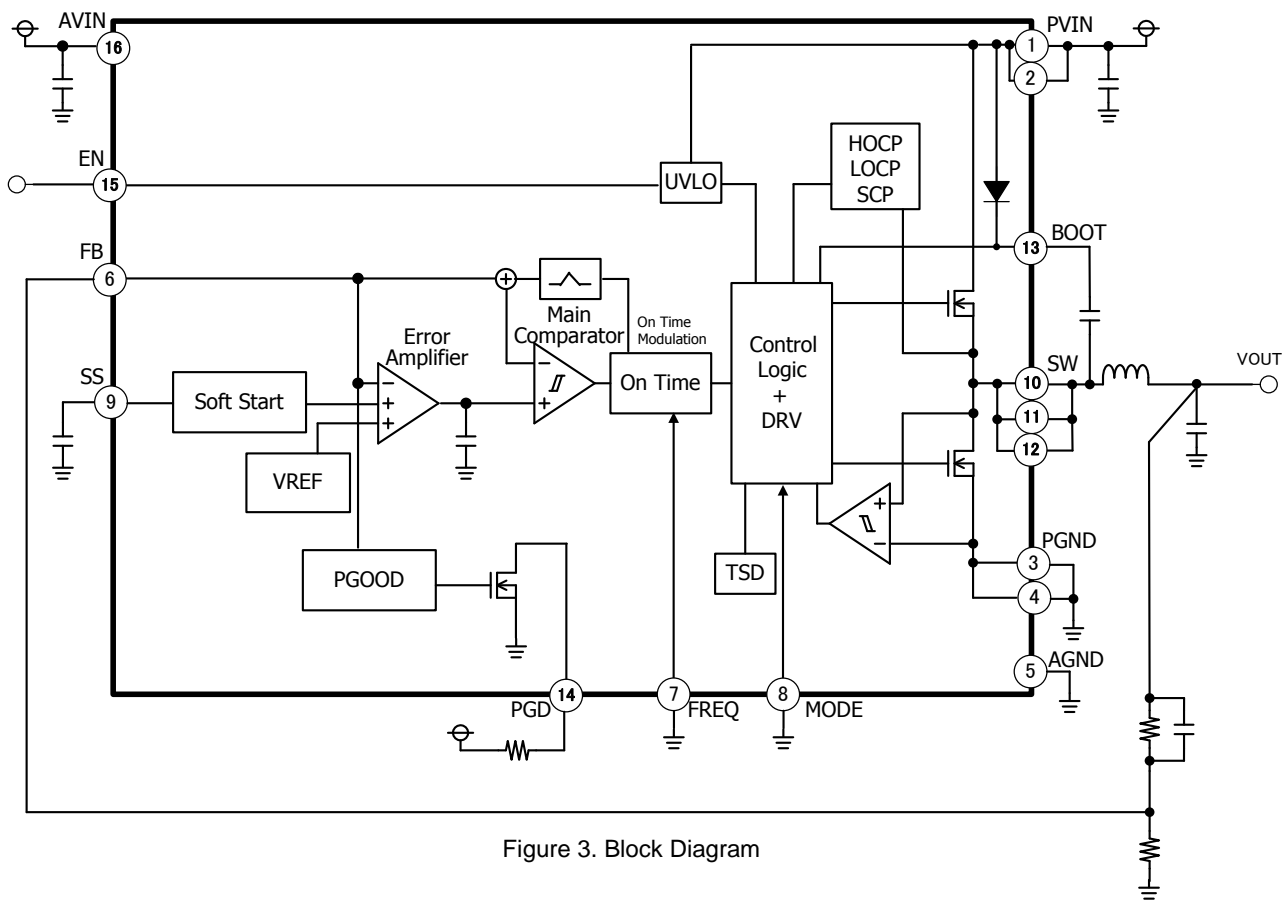 AVIN
16
PVIN
1
2
HOCP
LOCP
SCP
EN
15
UVLO
BOOT
13
FB
6
+
Main
Comparator
On Time
Modulation
Error
Amplifier
Control
Logic
+
DRV
SS
9
Soft Start
−
+
+
−
+
On Time
SW
10
11
12
VOUT
VREF
+
−
PGOOD
TSD
PGND
3
4
AGND
5
PGD
14
7
FREQ
8
MODE
Figure 3. Block Diagram